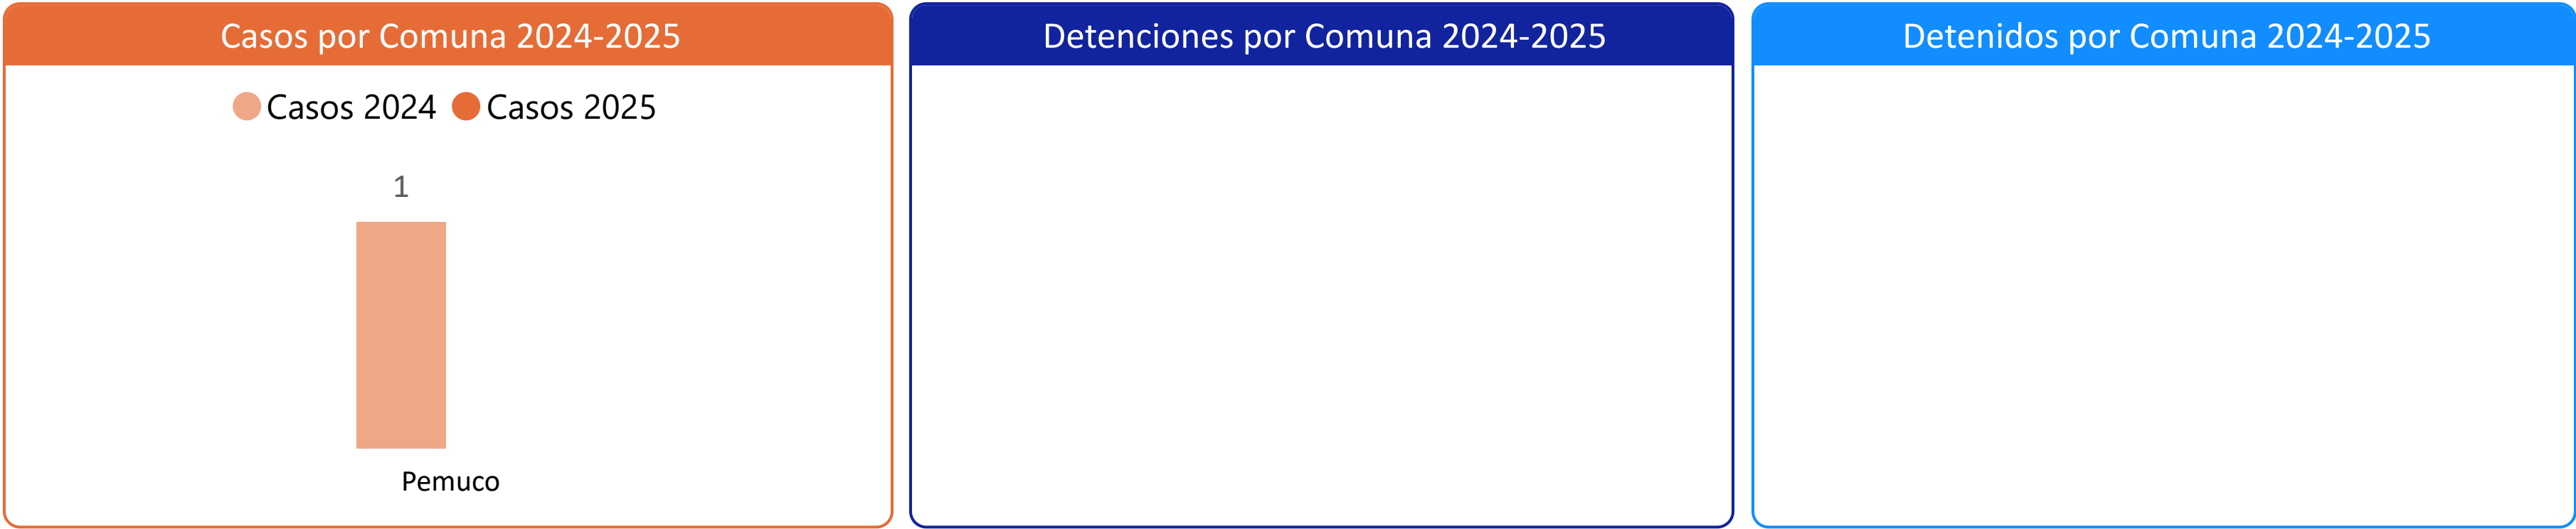 Casos por Comuna 2024-2025
Casos 2024 Casos 2025
1
Pemuco
Detenciones por Comuna 2024-2025
Detenidos por Comuna 2024-2025